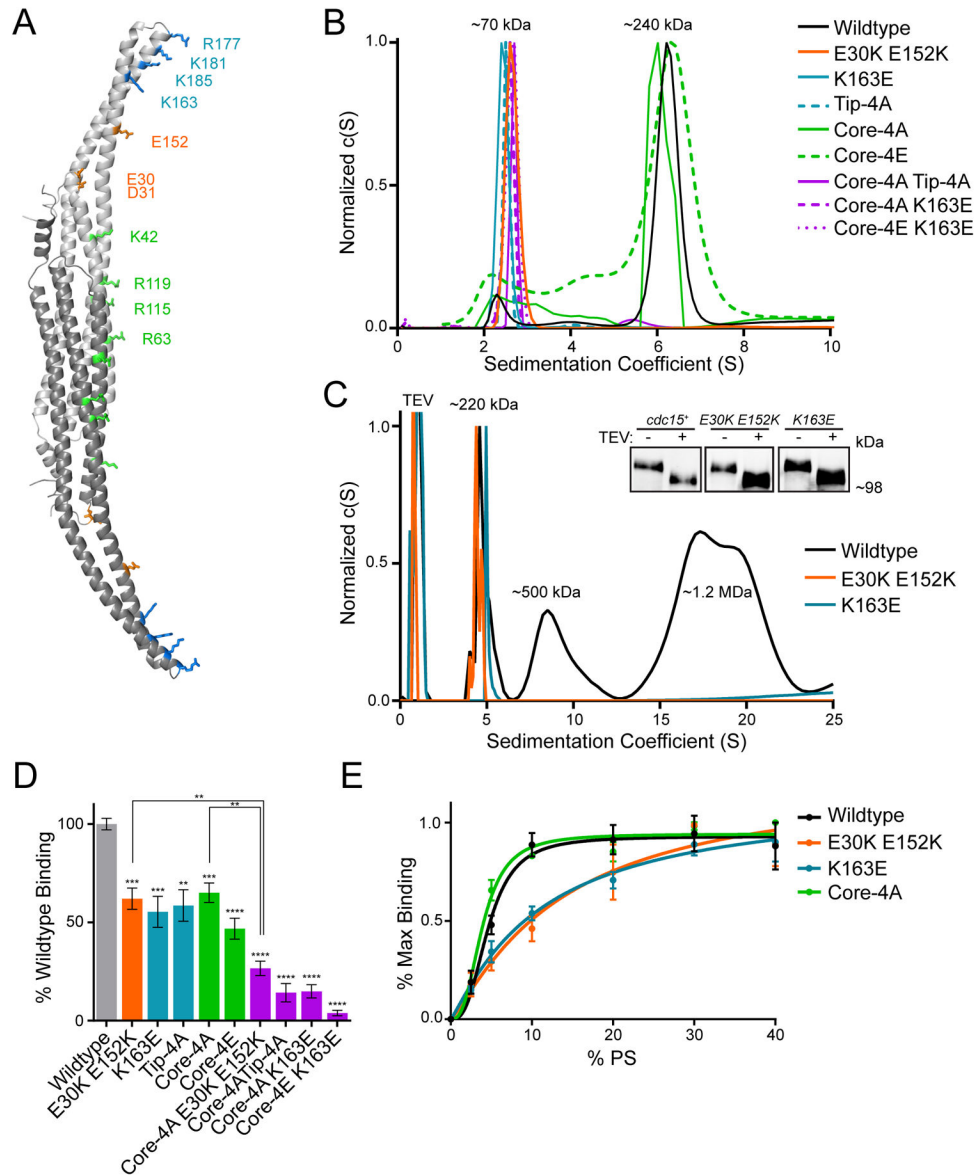 A
R177
K181
K185
K163
E152
E30
D31
K42
R119
R115
R63
B
~70 kDa
~240 kDa
1.0
0.5
0.0
Normalized c(S)
0
2
4
6
8
10
Sedimentation Coefficient (S)
Wildtype
E30K E152K
K163E
Tip-4A
Core-4A
Core-4E
Core-4A Tip-4A
Core-4A K163E
Core-4E K163E
C
TEV
~220 kDa
~500 kDa
~1.2 MDa
1.0
0.5
0.0
Normalized c(S)
0
5
10
15
20
25
Sedimentation Coefficient (S)
cdc15+ E30K E152K K163E
TEV: - + - + - + kDa
~98
Wildtype
E30K E152K
K163E
D
% Wildtype Binding
100
50
0
**
**
***
***
**
***
****
****
****
****
****
Wildtype
E30K E152K
K163E
Tip-4A
Core-4A
Core-4E
Core-4A E30K E152K
Core-4ATip-4A
Core-4A K163E
Core-4E K163E
E
% Max Binding
1.0
0.5
0.0
0
10
20
30
40
% PS
Wildtype
E30K E152K
K163E
Core-4A